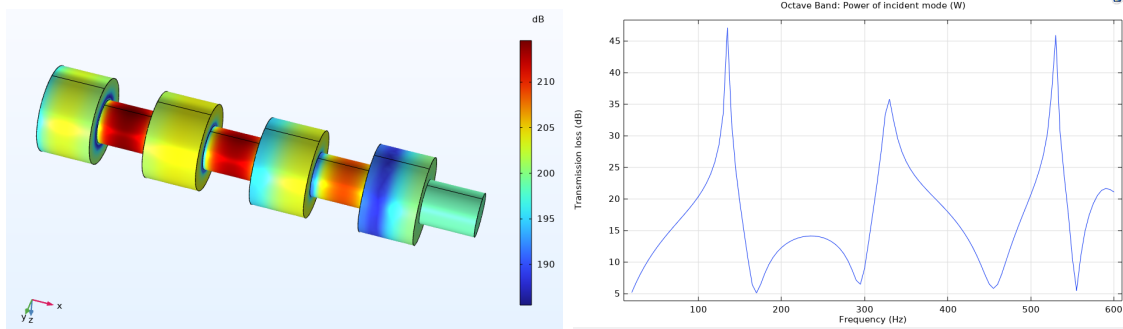 dB
210
205
200
195
190
y
z
x
Octave Band: Power of incident mode (W)
Transmission loss (dB)
45
40
35
30
25
20
15
10
5
100
200
300
400
500
600
Frequency (Hz)